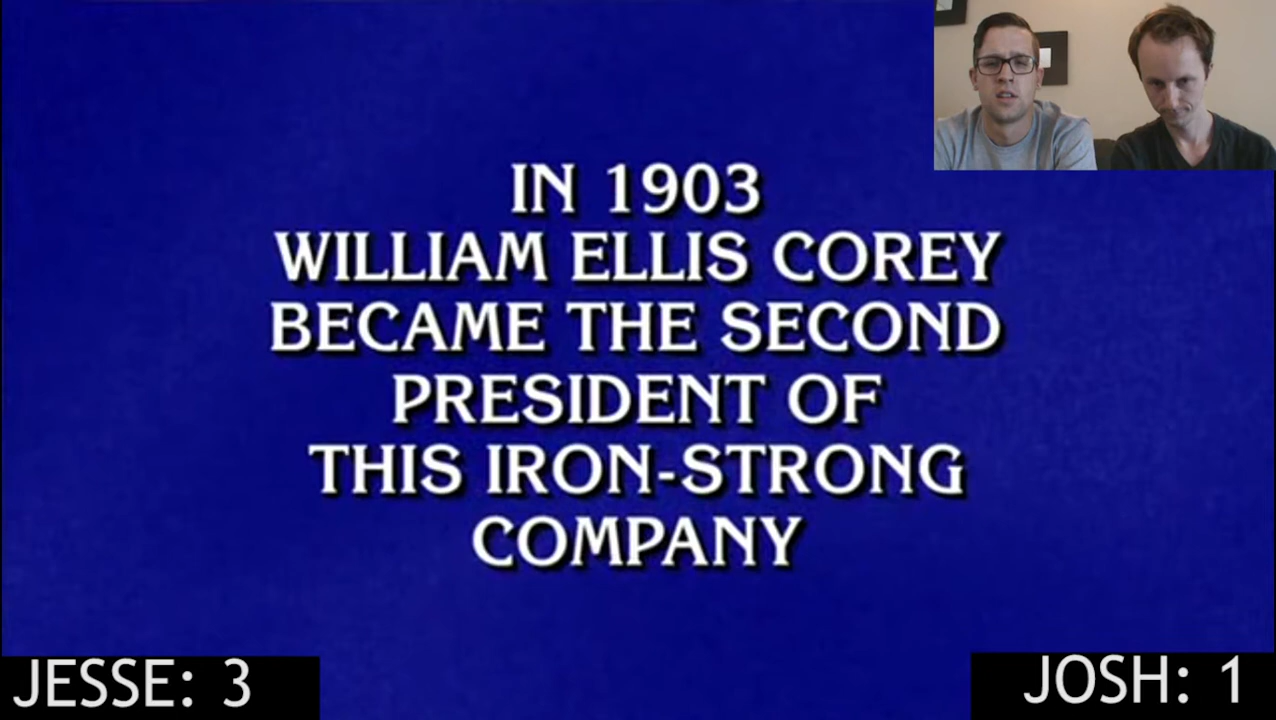 IN 1903
WILLIAM ELLIS COREY
BECAME THE SECOND
PRESIDENT OF
THIS IRON-STRONG
COMPANY
JESSE: 3
JOSH: 1